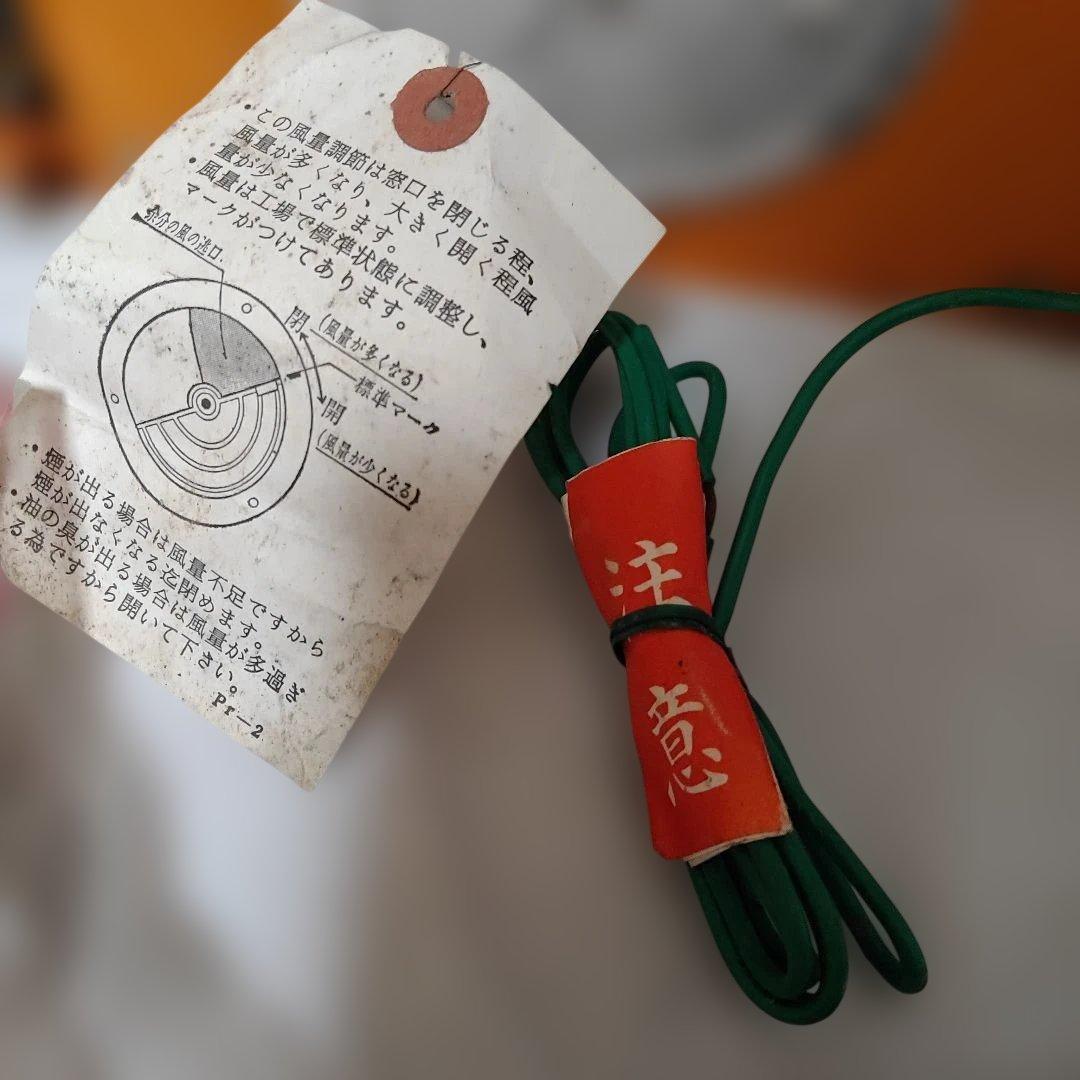 ・この風量調節は窓口を閉じる程、
風量が多くなり、大きく開く程風
量が少なくなります。
・風量は工場で標準状態に調整し、
マークがつけてあります。
余分の風の逃口.
閉
(風量が多くなる)
標準マーク
開
(風量が少くなる)
・煙が出る場合は風量不足ですから
煙が出なくなる迄閉めます。
・油の臭が出る場合は風量が多過ぎ
る為ですから開いて下さい。
Pr－2
注
意